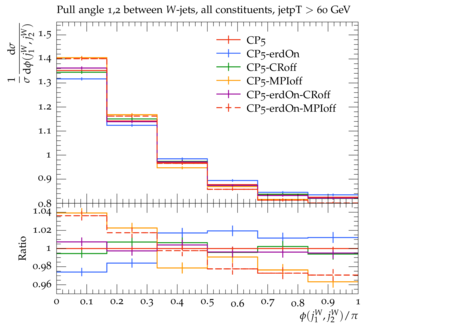 Pull angle 1,2 between W-jets, all constituents, jetpT > 60 GeV
1/σ dσ/dϕ(j₁ᵂ, j₂ᵂ)
1.5
1.4
1.3
1.2
1.1
1
0.9
0.8
CP5
CP5-erdOn
CP5-CRoff
CP5-MPIoff
CP5-erdOn-CRoff
CP5-erdOn-MPIoff
Ratio
1.04
1.02
1.0
0.98
0.96
0 0.1 0.2 0.3 0.4 0.5 0.6 0.7 0.8 0.9 1
ϕ(j₁ᵂ, j₂ᵂ)/π